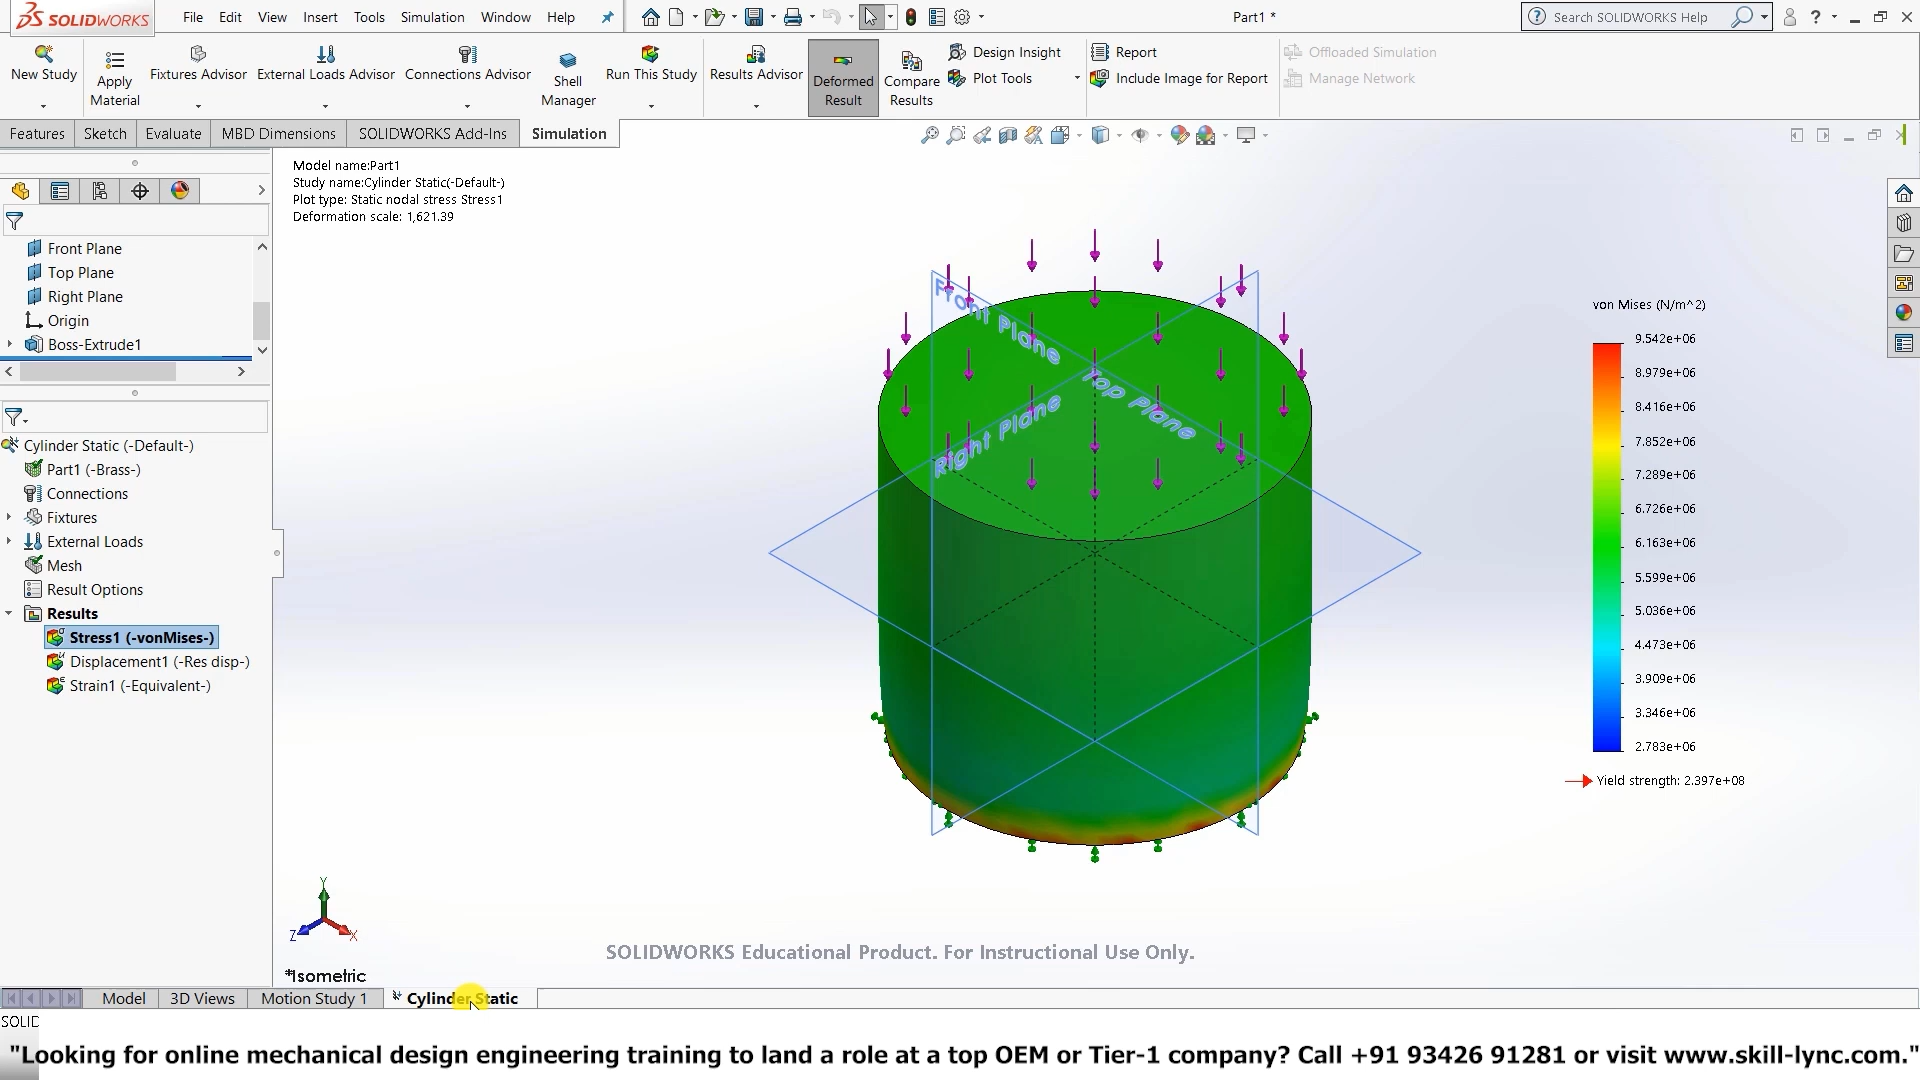 SOLIDWORKS
File Edit View Insert Tools Simulation Window Help
Part1 *
Search SOLIDWORKS Help
New Study
Apply Material
Fixtures Advisor
External Loads Advisor
Connections Advisor
Shell Manager
Run This Study
Results Advisor
Deformed Result
Compare Results
Design Insight
Plot Tools
Report
Include Image for Report
Offloaded Simulation
Manage Network
Features Sketch Evaluate MBD Dimensions SOLIDWORKS Add-Ins Simulation
Front Plane
Top Plane
Right Plane
Origin
Boss-Extrude1
Cylinder Static (-Default-)
Part1 (-Brass-)
Connections
Fixtures
External Loads
Mesh
Result Options
Results
Stress1 (-vonMises-)
Displacement1 (-Res disp-)
Strain1 (-Equivalent-)
Model name:Part1
Study name:Cylinder Static(-Default-)
Plot type: Static nodal stress Stress1
Deformation scale: 1,621.39
Front Plane
Top Plane
Right Plane
von Mises (N/m^2)
9.542e+06
8.979e+06
8.416e+06
7.852e+06
7.289e+06
6.726e+06
6.163e+06
5.599e+06
5.036e+06
4.473e+06
3.909e+06
3.346e+06
2.783e+06
Yield strength: 2.397e+08
Y
Z
X
*Isometric
SOLIDWORKS Educational Product. For Instructional Use Only.
Model 3D Views Motion Study 1 Cylinder Static
SOLID
"Looking for online mechanical design engineering training to land a role at a top OEM or Tier-1 company? Call +91 93426 91281 or visit www.skill-lync.com."